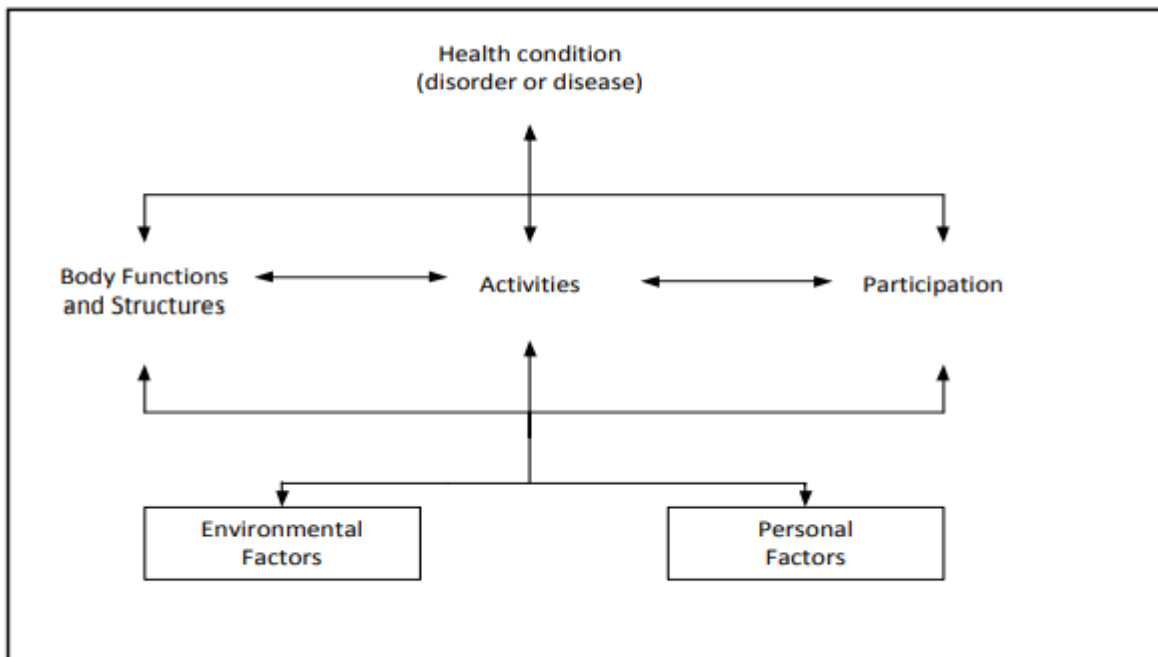 Health condition
(disorder or disease)
Body Functions
and Structures
Activities
Participation
Environmental
Factors
Personal
Factors